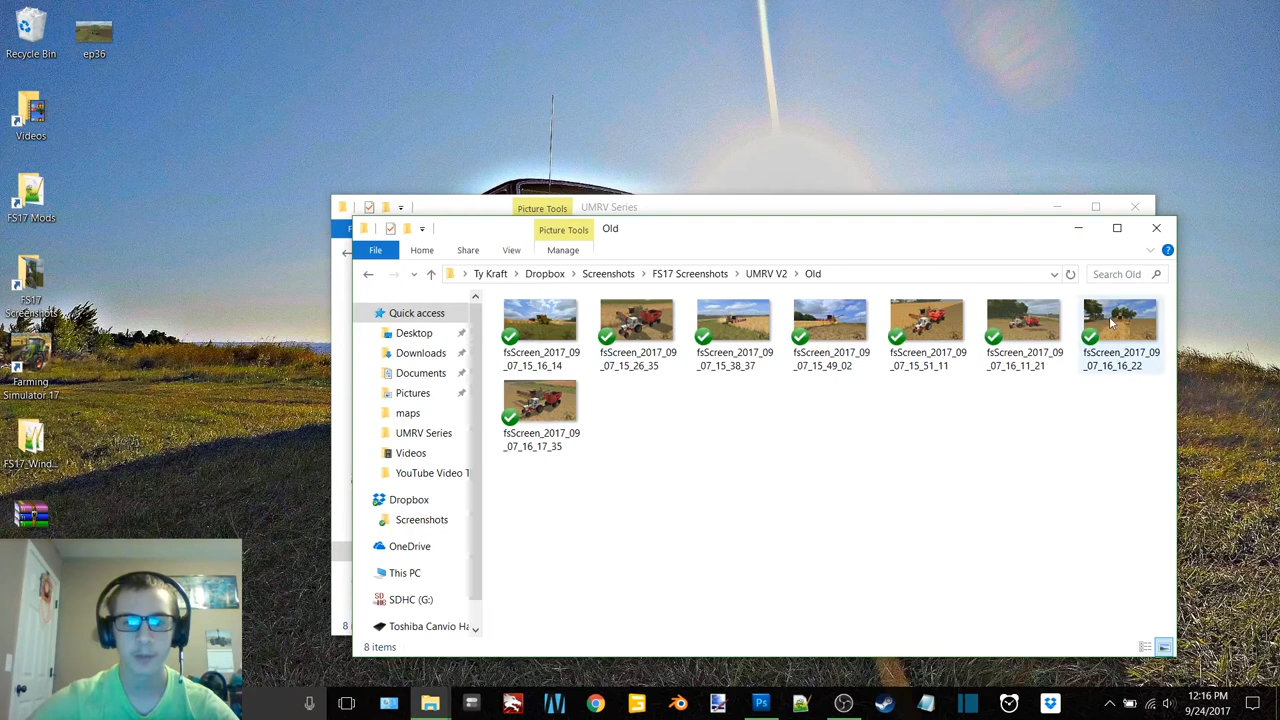 Recycle Bin
ep36
Videos
FS17 Mods
FS17
Screenshots
Farming
Simulator 17
FS17_Wind...
Picture Tools
UMRV Series
Picture Tools
Old
File
Home
Share
View
Manage
Ty Kraft
Dropbox
Screenshots
FS17 Screenshots
UMRV V2
Old
Search Old
Quick access
Desktop
Downloads
Documents
Pictures
maps
UMRV Series
Videos
YouTube Video T
Dropbox
Screenshots
OneDrive
This PC
SDHC (G:)
Toshiba Canvio Ha
fsScreen_2017_09
_07_15_16_14
fsScreen_2017_09
_07_15_26_35
fsScreen_2017_09
_07_15_38_37
fsScreen_2017_09
_07_15_49_02
fsScreen_2017_09
_07_15_51_11
fsScreen_2017_09
_07_16_11_21
fsScreen_2017_09
_07_16_16_22
fsScreen_2017_09
_07_16_17_35
8 i
8 items
Ps
12:16 PM
9/24/2017